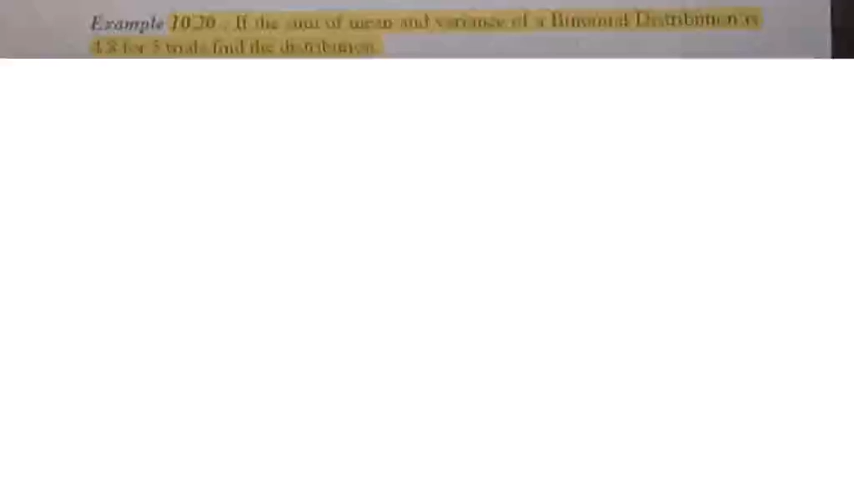 Example 10.20 . If the sum of mean and variance of a Binomial Distribution is
4.8 for 5 trials find the distribution.